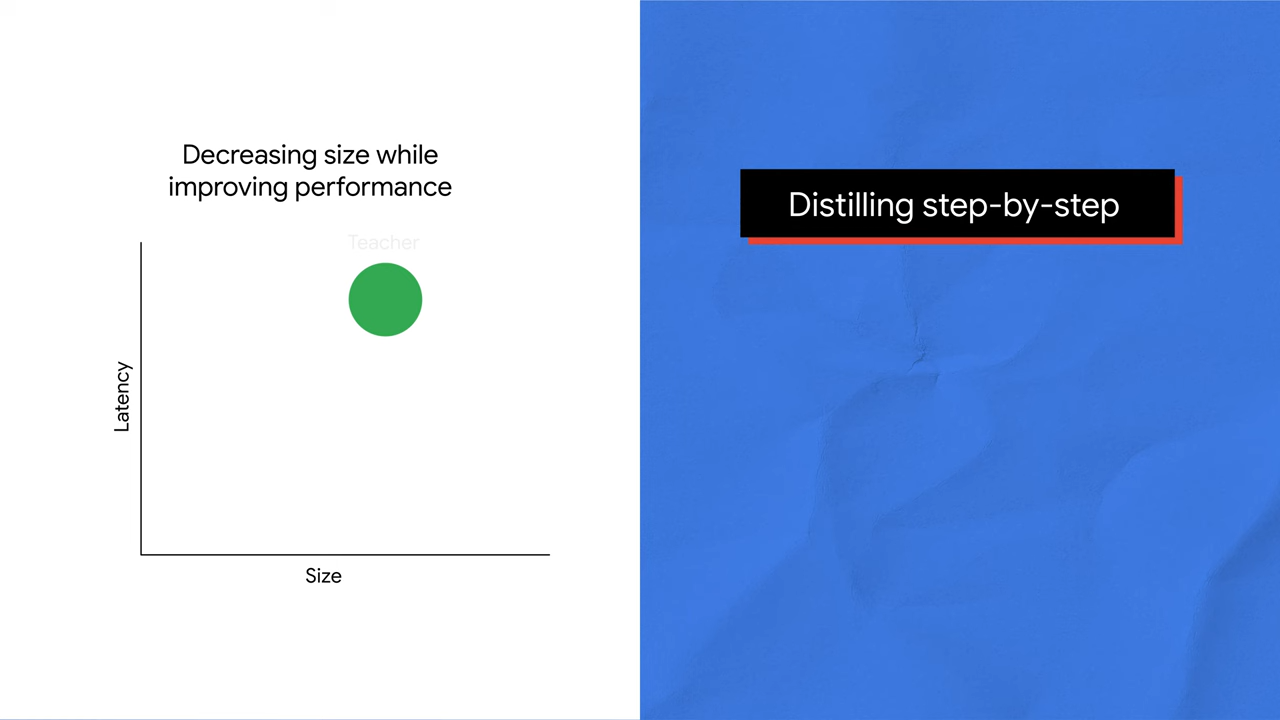 Decreasing size while
improving performance
Teacher
Latency
Size
Distilling step-by-step